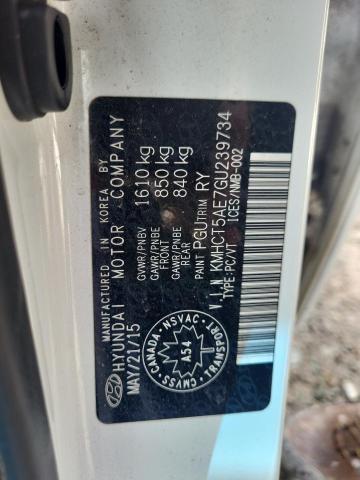 MANUFACTURED IN KOREA BY
HYUNDAI MOTOR COMPANY
MAY/21/15
GVWR/PNBV 1610 kg
GAWR/PNBE FRONT 850 kg
GAWR/PNBE REAR 840 kg
PAINT PGU TRIM RY
V.I.N KMHCT5AE7GU239734
TYPE:PC/VT ICES/NMB-002
CANADA · NSVAC · TRANSPORT · CMVSS
A54